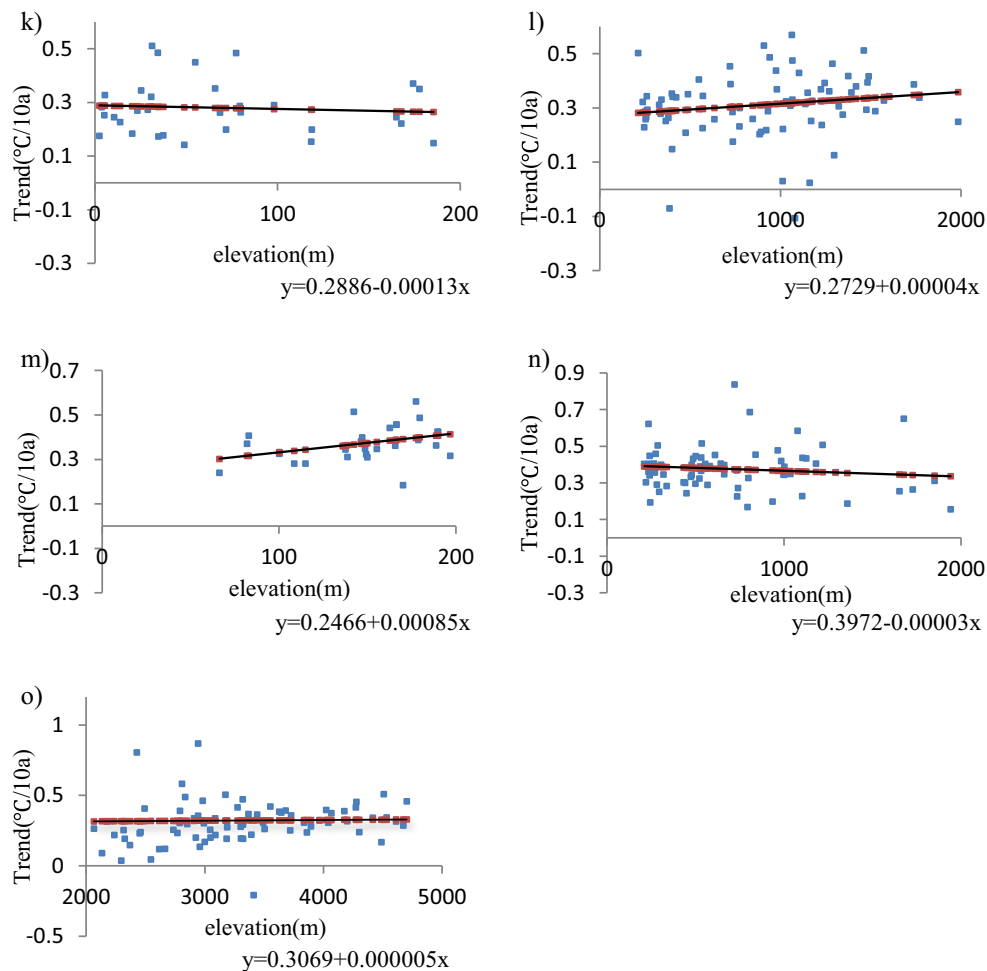 k)
Trend(°C/10a)
0.5
0.3
0.1
-0.1
-0.3
0
100
200
elevation(m)
y=0.2886-0.00013x
l)
Trend(°C/10a)
0.5
0.3
0.1
-0.1
-0.3
0
1000
2000
elevation(m)
y=0.2729+0.00004x
m)
Trend(°C/10a)
0.7
0.5
0.3
0.1
-0.1
-0.3
0
100
200
elevation(m)
y=0.2466+0.00085x
n)
Trend(°C/10a)
0.9
0.7
0.5
0.3
0.1
-0.1
-0.3
0
1000
2000
elevation(m)
y=0.3972-0.00003x
o)
Trend(°C/10a)
1
0.5
0
-0.5
2000
3000
4000
5000
elevation(m)
y=0.3069+0.000005x